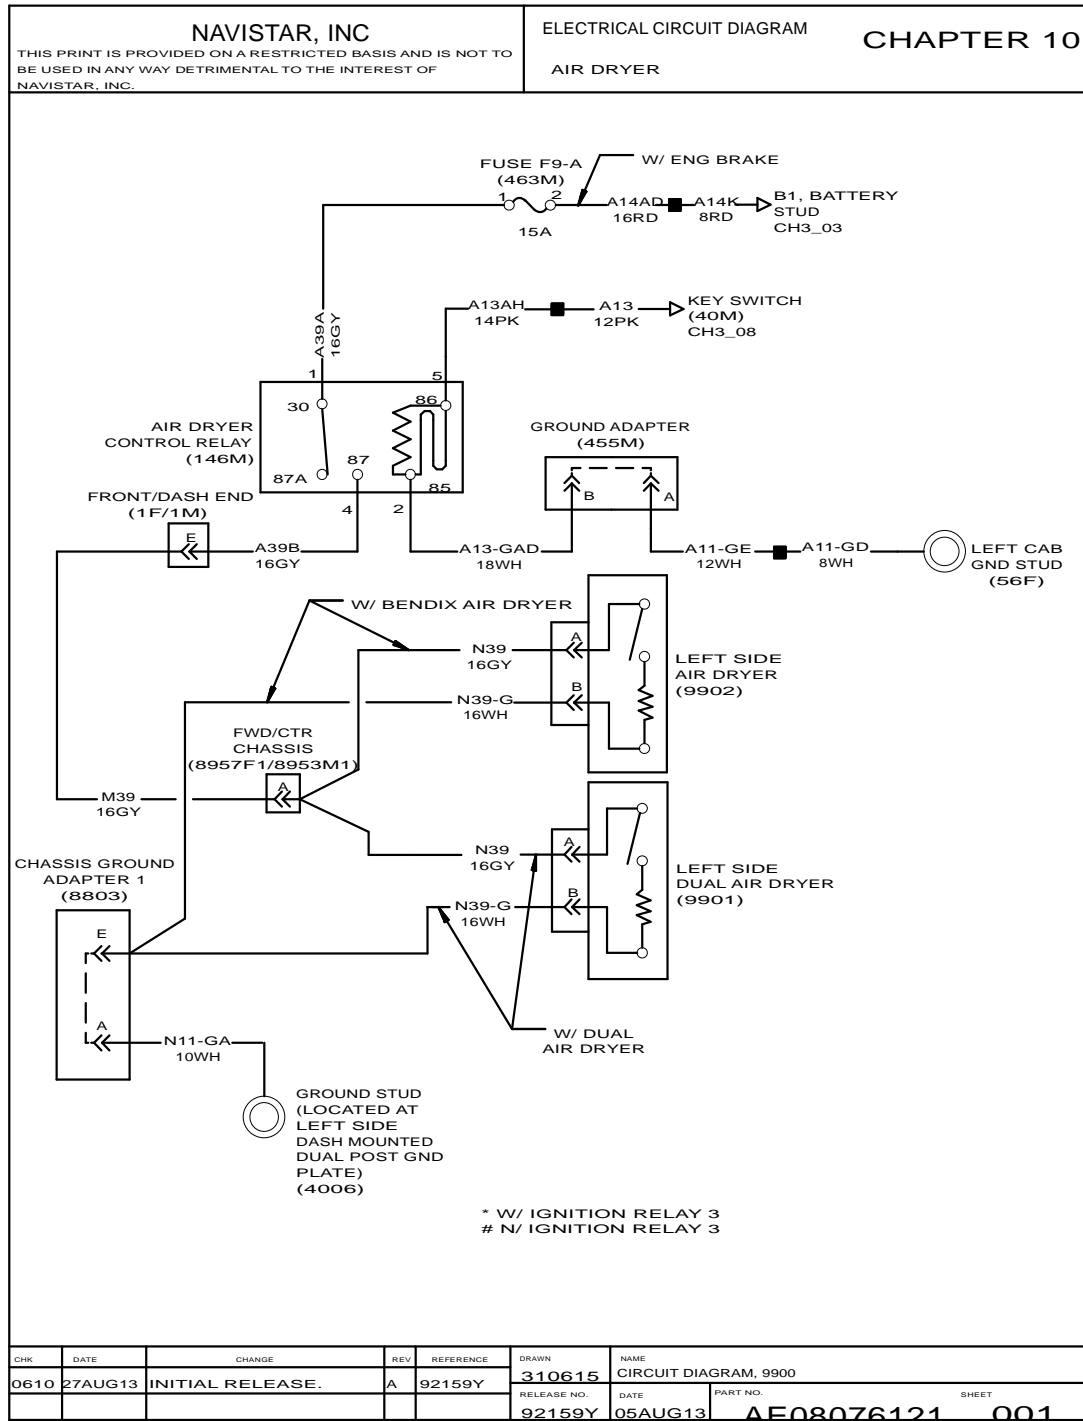 NAVISTAR, INC
THIS PRINT IS PROVIDED ON A RESTRICTED BASIS AND IS NOT TO
BE USED IN ANY WAY DETRIMENTAL TO THE INTEREST OF
NAVISTAR, INC.
ELECTRICAL CIRCUIT DIAGRAM
AIR DRYER
CHAPTER 10
FUSE F9-A
(463M)
1
2
15A
W/ ENG BRAKE
A14AD
16RD
A14K
8RD
B1, BATTERY
STUD
CH3_03
A39A
16GY
A13AH
14PK
A13
12PK
KEY SWITCH
(40M)
CH3_08
1
5
30
86
87
87A
85
4
2
AIR DRYER
CONTROL RELAY
(146M)
GROUND ADAPTER
(455M)
B
A
FRONT/DASH END
(1F/1M)
E
A39B
16GY
A13-GAD
18WH
A11-GE
12WH
A11-GD
8WH
LEFT CAB
GND STUD
(56F)
W/ BENDIX AIR DRYER
N39
16GY
A
N39-G
16WH
B
LEFT SIDE
AIR DRYER
(9902)
FWD/CTR
CHASSIS
(8957F1/8953M1)
A
M39
16GY
N39
16GY
A
N39-G
16WH
B
LEFT SIDE
DUAL AIR DRYER
(9901)
CHASSIS GROUND
ADAPTER 1
(8803)
E
A
N11-GA
10WH
W/ DUAL
AIR DRYER
GROUND STUD
(LOCATED AT
LEFT SIDE
DASH MOUNTED
DUAL POST GND
PLATE)
(4006)
* W/ IGNITION RELAY 3
# N/ IGNITION RELAY 3
CHK DATE CHANGE REV REFERENCE
0610 27AUG13 INITIAL RELEASE. A 92159Y
DRAWN
310615
NAME
CIRCUIT DIAGRAM, 9900
RELEASE NO.
92159Y
DATE
05AUG13
PART NO.
AE08076121
SHEET
001